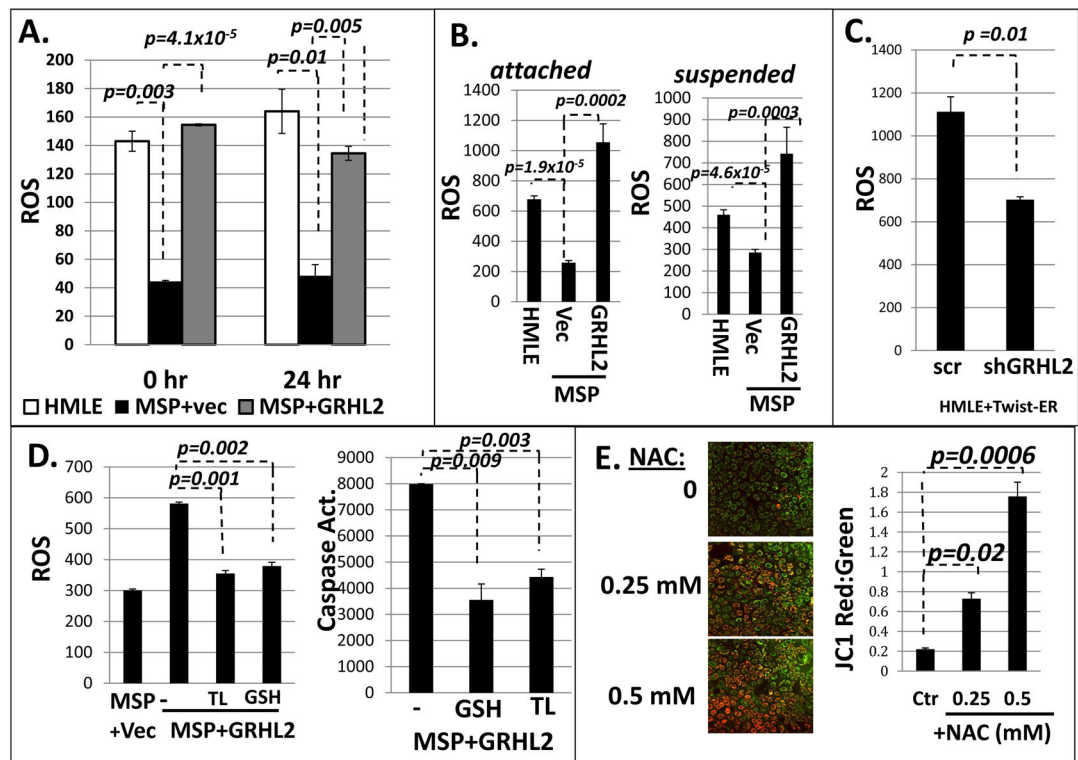 A.
p=0.005
p=4.1x10-5
p=0.01
p=0.003
200
180
160
140
120
100
80
60
40
20
0
ROS
0 hr
24 hr
HMLE
MSP+vec
MSP+GRHL2
B.
attached
p=0.0002
p=1.9x10-5
1400
1200
1000
800
600
400
200
0
ROS
HMLE
Vec
GRHL2
MSP
suspended
p=0.0003
p=4.6x10-5
1000
900
800
700
600
500
400
300
200
100
0
ROS
HMLE
Vec
GRHL2
MSP
C.
p =0.01
1400
1200
1000
800
600
400
200
0
ROS
scr shGRHL2
HMLE+Twist-ER
D.
p=0.002
p=0.001
700
600
500
400
300
200
300
0
ROS
MSP - TL GSH
+Vec MSP+GRHL2
p=0.003
p=0.009
9000
8000
7000
6000
5000
4000
3000
2000
1000
0
Caspase Act.
- GSH TL
MSP+GRHL2
E.
NAC:
0
0.25 mM
0.5 mM
p=0.0006
p=0.02
2
1.8
1.6
1.4
1.2
1
0.8
0.6
0.4
0.2
0
JC1 Red:Green
Ctr 0.25 0.5
+NAC (mM)